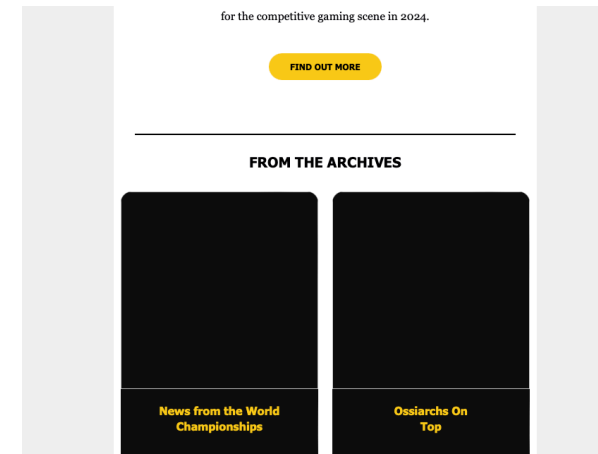 for the competitive gaming scene in 2024.
FIND OUT MORE
FROM THE ARCHIVES
News from the World
Championships
Ossiarchs On
Top